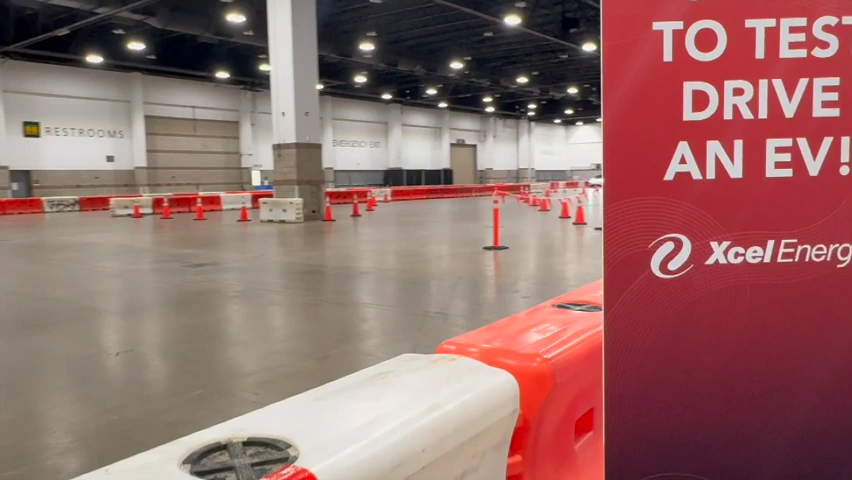 RESTROOMS
EMERGENCY EXIT
TO TEST
DRIVE
AN EV!
Xcel Energ